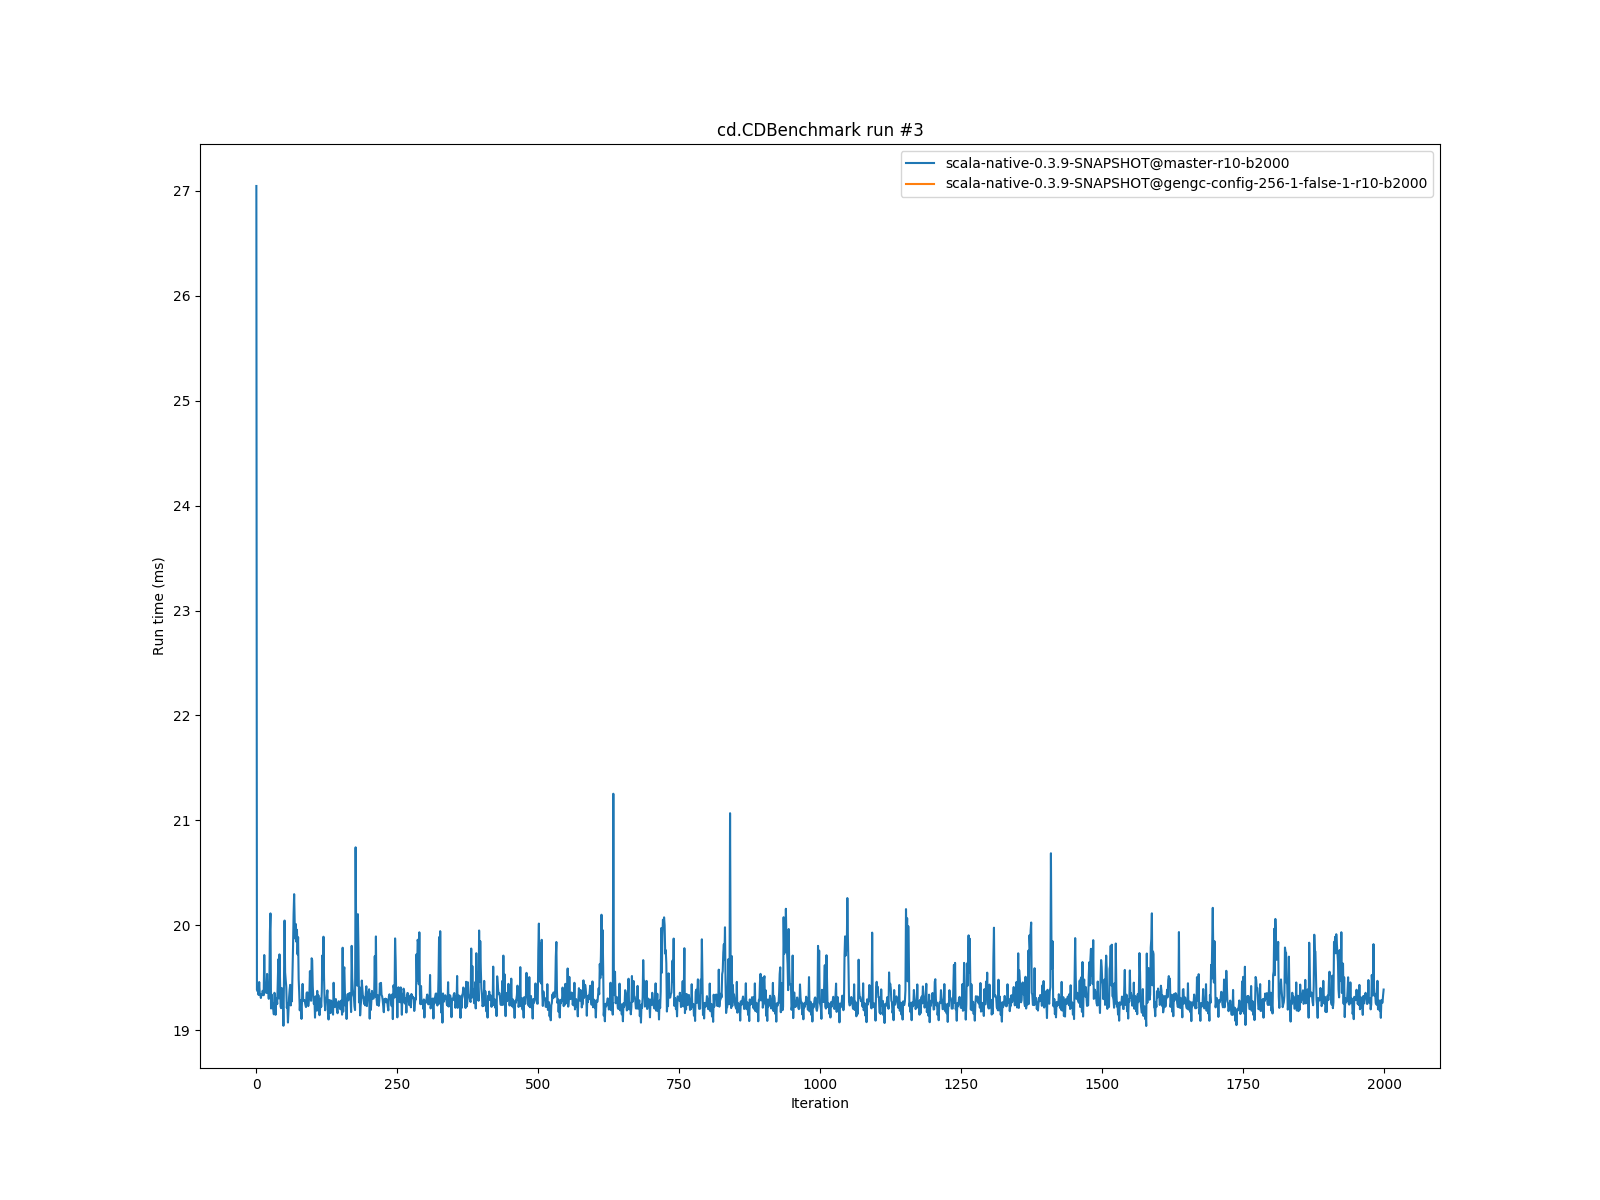 cd.CDBenchmark run #3
scala-native-0.3.9-SNAPSHOT@master-r10-b2000
scala-native-0.3.9-SNAPSHOT@gengc-config-256-1-false-1-r10-b2000
27
26
25
24
23
22
21
20
19
Run time (ms)
0 250 500 750 1000 1250 1500 1750 2000
Iteration